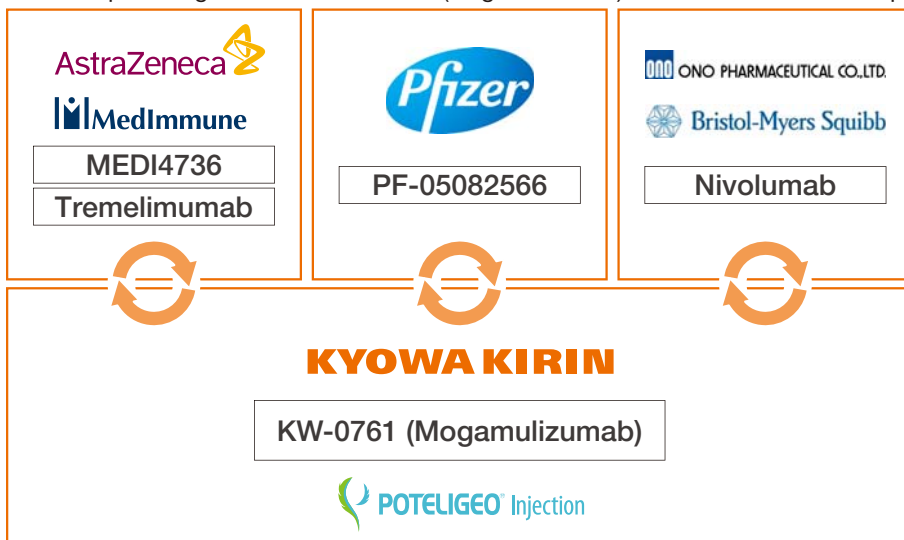 AstraZeneca
MedImmune
MEDI4736
Tremelimumab
Pfizer
PF-05082566
ONO PHARMACEUTICAL CO.,LTD.
Bristol-Myers Squibb
Nivolumab
KYOWA KIRIN
KW-0761 (Mogamulizumab)
POTELIGEO® Injection